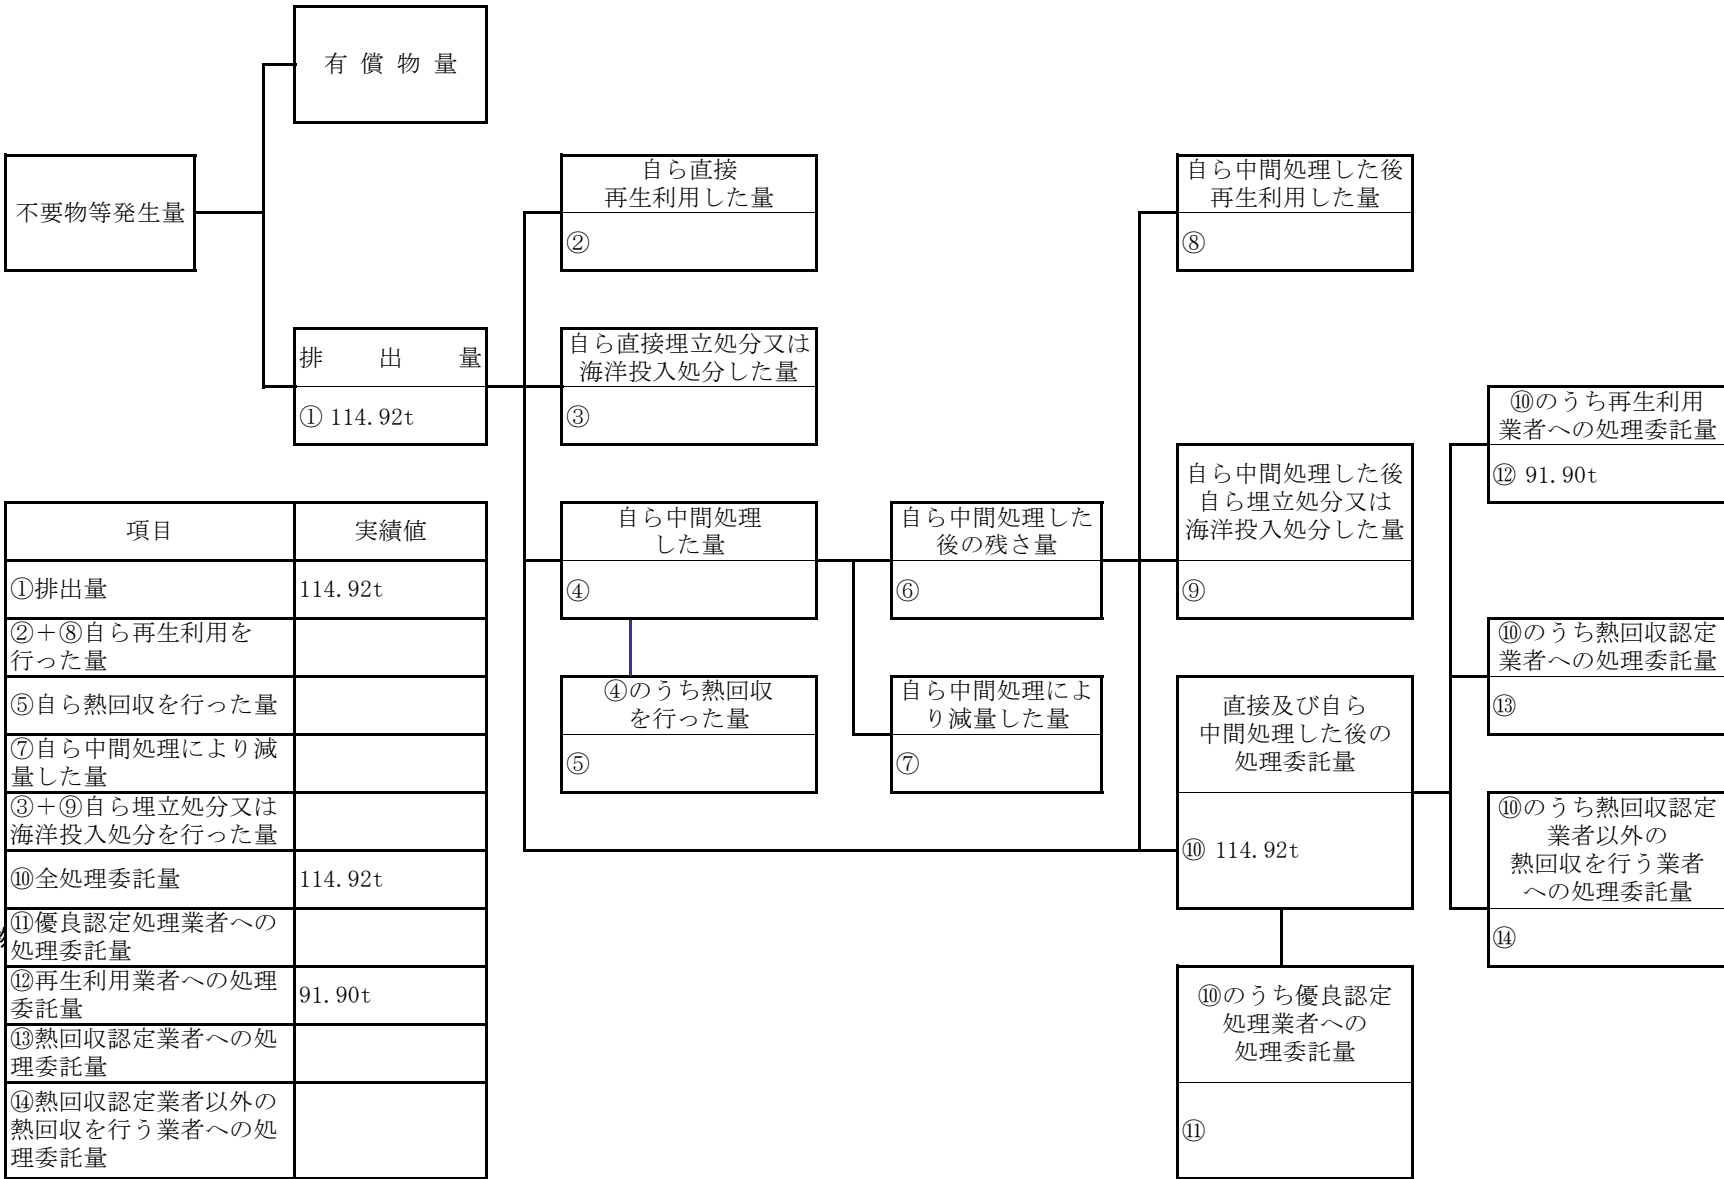 有償物量
不要物等発生量
自ら直接
再生利用した量
②
自ら中間処理した後
再生利用した量
⑧
排出量
① 114.92t
自ら直接埋立処分又は
海洋投入処分した量
③
自ら中間処理
した量
④
自ら中間処理した
後の残さ量
⑥
自ら中間処理した後
自ら埋立処分又は
海洋投入処分した量
⑨
⑩のうち再生利用
業者への処理委託量
⑫ 91.90t
④のうち熱回収
を行った量
⑤
自ら中間処理によ
り減量した量
⑦
直接及び自ら
中間処理した後の
処理委託量
⑩ 114.92t
⑩のうち熱回収認定
業者への処理委託量
⑬
⑩のうち熱回収認定
業者以外の
熱回収を行う業者
への処理委託量
⑭
⑩のうち優良認定
処理業者への
処理委託量
⑪
項目 実績値
①排出量 114.92t
②+⑧自ら再生利用を
行った量
⑤自ら熱回収を行った量
⑦自ら中間処理により減
量した量
③+⑨自ら埋立処分又は
海洋投入処分を行った量
⑩全処理委託量 114.92t
⑪優良認定処理業者への
処理委託量
⑫再生利用業者への処理
委託量 91.90t
⑬熱回収認定業者への処
理委託量
⑭熱回収認定業者以外の
熱回収を行う業者への処
理委託量